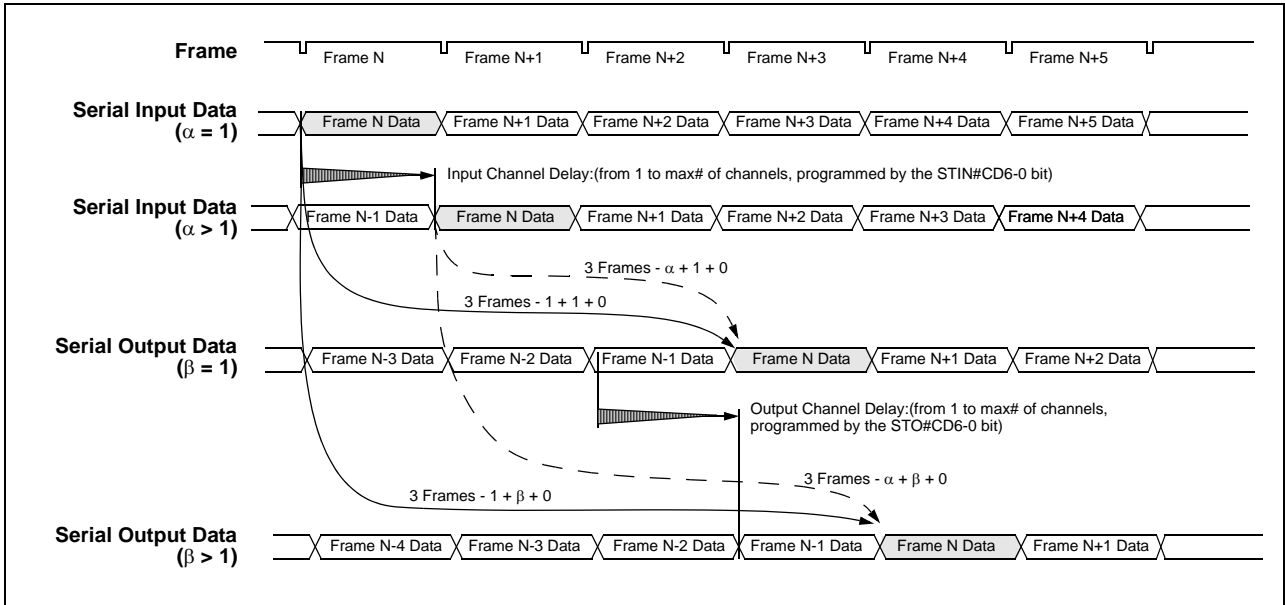 Frame
Frame N Frame N+1 Frame N+2 Frame N+3 Frame N+4 Frame N+5
Serial Input Data
(α = 1)
Frame N Data Frame N+1 Data Frame N+2 Data Frame N+3 Data Frame N+4 Data Frame N+5 Data
Input Channel Delay:(from 1 to max# of channels, programmed by the STIN#CD6-0 bit)
Serial Input Data
(α > 1)
Frame N-1 Data Frame N Data Frame N+1 Data Frame N+2 Data Frame N+3 Data Frame N+4 Data
3 Frames - α + 1 + 0
3 Frames - 1 + 1 + 0
Serial Output Data
(β = 1)
Frame N-3 Data Frame N-2 Data Frame N-1 Data Frame N Data Frame N+1 Data Frame N+2 Data
Output Channel Delay:(from 1 to max# of channels,
programmed by the STO#CD6-0 bit)
3 Frames - α + β + 0
3 Frames - 1 + β + 0
Serial Output Data
(β > 1)
Frame N-4 Data Frame N-3 Data Frame N-2 Data Frame N-1 Data Frame N Data Frame N+1 Data